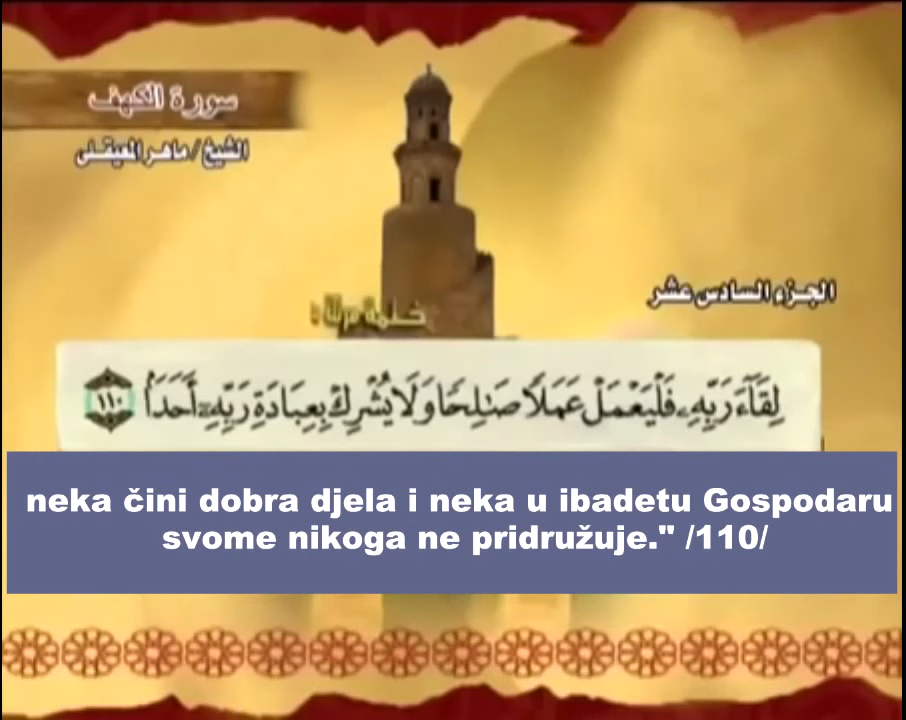 سورة الكهف
الشيخ / ماهر المعيقلى
الجزء السادس عشر
لِقَآءَ رَبِّهِۦ فَلْيَعْمَلْ عَمَلًا صَٰلِحًا وَلَا يُشْرِكْ بِعِبَادَةِ رَبِّهِۦٓ أَحَدَۢا ١١٠
neka čini dobra djela i neka u ibadetu Gospodaru
svome nikoga ne pridružuje." /110/